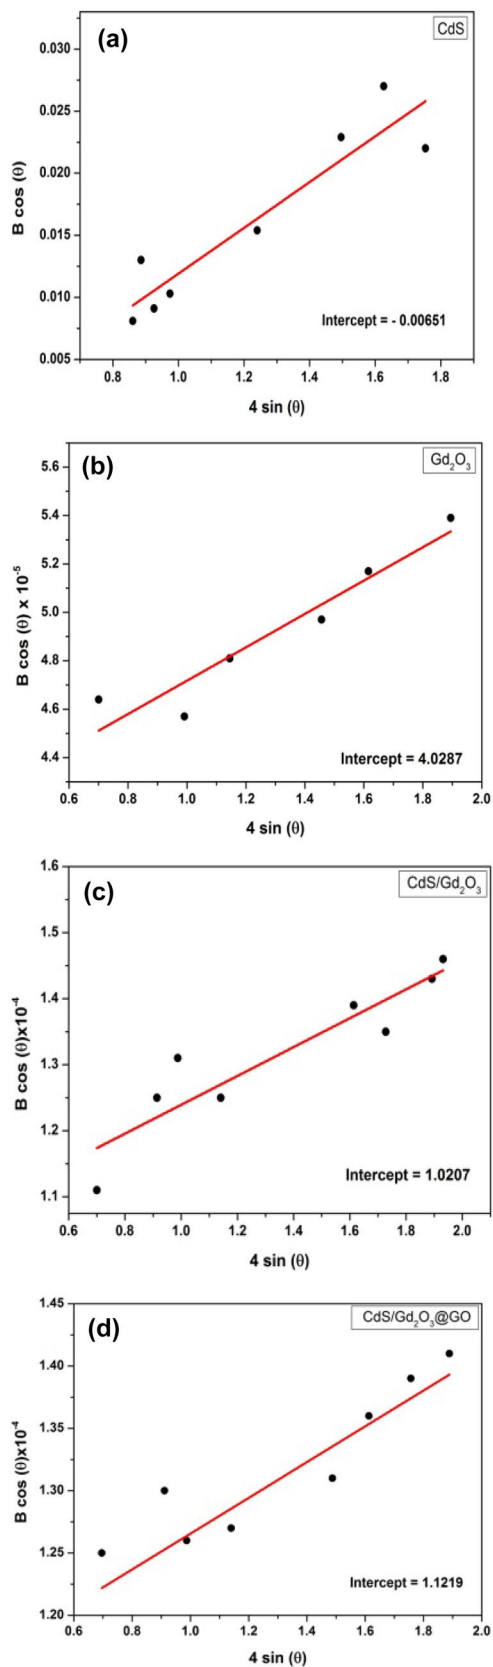 (a)
CdS
0.030
0.025
0.020
0.015
0.010
0.005
B cos (θ)
Intercept = - 0.00651
0.8 1.0 1.2 1.4 1.6 1.8
4 sin (θ)
(b)
Gd₂O₃
5.6
5.4
5.2
5.0
4.8
4.6
4.4
B cos (θ) x 10⁻⁵
Intercept = 4.0287
0.6 0.8 1.0 1.2 1.4 1.6 1.8 2.0
4 sin (θ)
(c)
CdS/Gd₂O₃
1.6
1.5
1.4
1.3
1.2
1.1
B cos (θ)x10⁻⁴
Intercept = 1.0207
0.6 0.8 1.0 1.2 1.4 1.6 1.8 2.0
4 sin (θ)
(d)
CdS/Gd₂O₃@GO
1.45
1.40
1.35
1.30
1.25
1.20
B cos (θ)x10⁻⁴
Intercept = 1.1219
0.6 0.8 1.0 1.2 1.4 1.6 1.8 2.0
4 sin (θ)